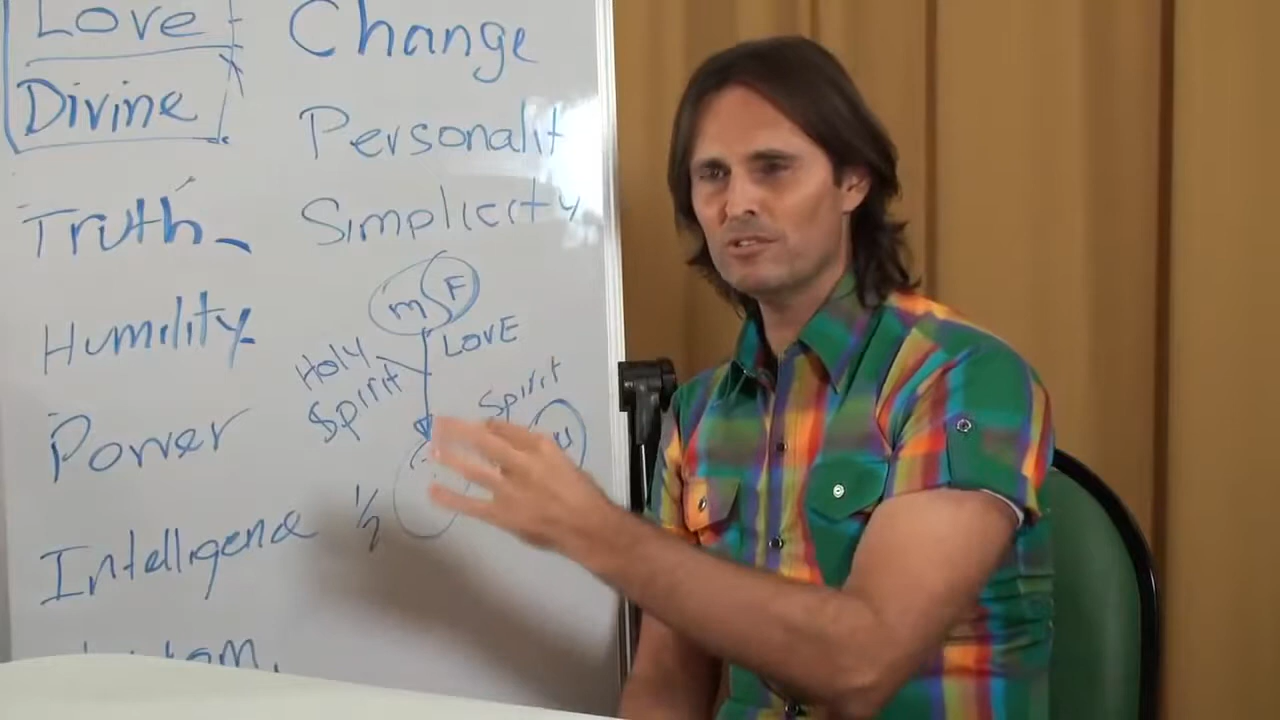 Love
Divine
Truth
Humility
Power
Intelligence
Change
Personalit
Simplicity
m F
LOVE
Holy
Spirit
Spirit
1/2